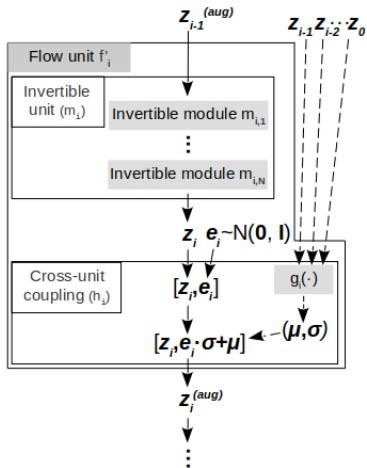 z_{i-1}^{(aug)}
z_{i-1} z_{i-2} ··· z_0
Flow unit f'_i
Invertible
unit (m_i)
Invertible module m_{i,1}
⋮
Invertible module m_{i,N}
z_i e_i~N(0, I)
Cross-unit
coupling (h_i)
[z_i,e_i]
g_i(·)
[z_i,e_i·σ+μ]
(μ,σ)
z_i^{(aug)}
⋮